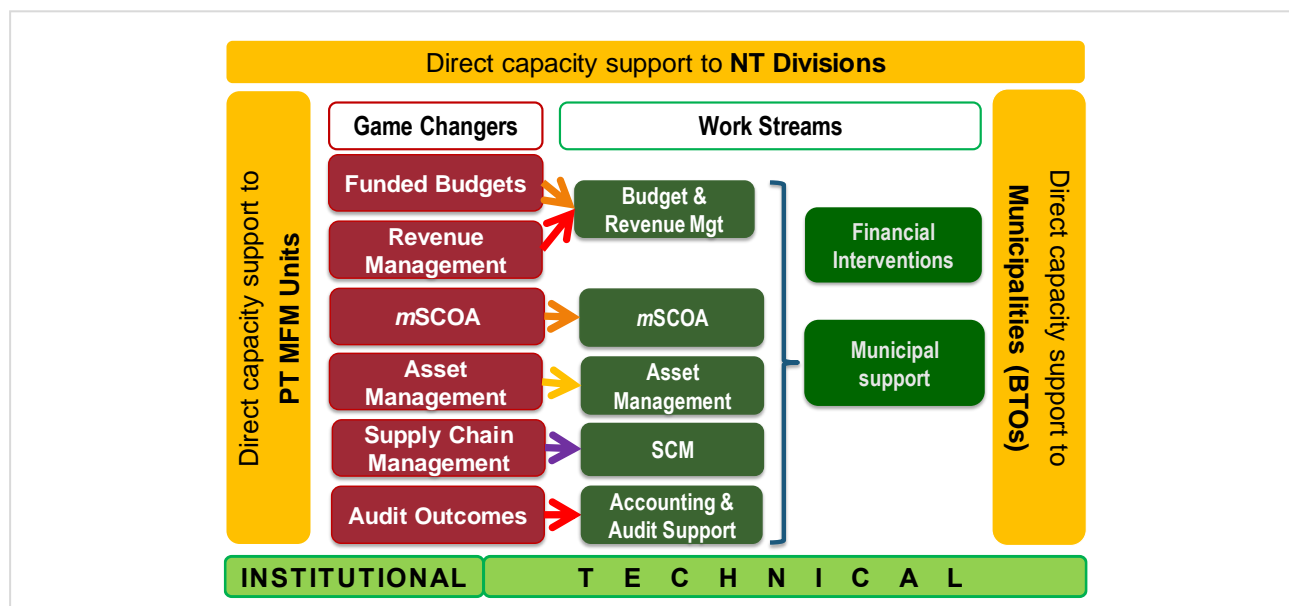 Direct capacity support to NT Divisions
Direct capacity support to
PT MFM Units
Game Changers
Work Streams
Funded Budgets
Revenue
Management
mSCOA
Asset
Management
Supply Chain
Management
Audit Outcomes
Budget &
Revenue Mgt
mSCOA
Asset
Management
SCM
Accounting &
Audit Support
Financial
Interventions
Municipal
support
Direct capacity support to
Municipalities (BTOs)
INSTITUTIONAL
T E C H N I C A L